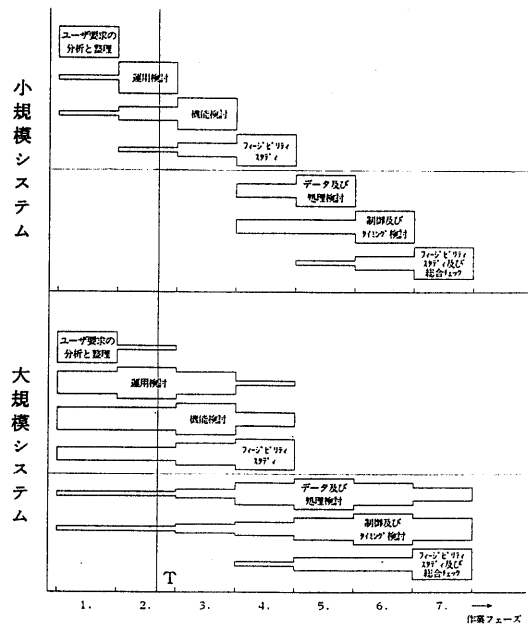 小規模システム
ユーザ要求の
分析と整理
運用検討
機能検討
フィージビリティ
スタディ
データ及び
処理検討
制御及び
タイミング検討
フィージビリティ
スタディ及び
総合チェック
大規模システム
ユーザ要求の
分析と整理
運用検討
機能検討
フィージビリティ
スタディ
データ及び
処理検討
制御及び
タイミング検討
フィージビリティ
スタディ及び
総合チェック
T
1. 2. 3. 4. 5. 6. 7. →
作業フェーズ